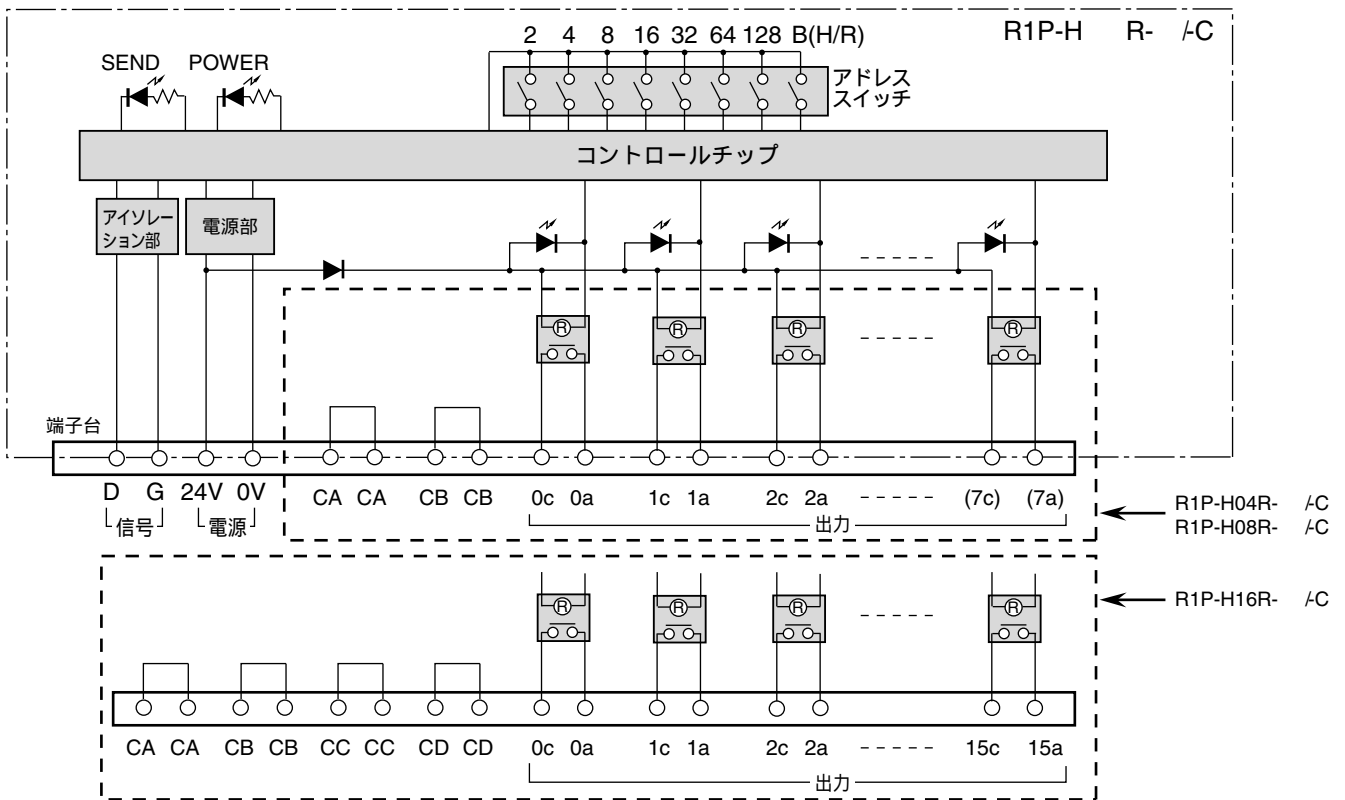 R1P-H R- /-C
2 4 8 16 32 64 128 B(H/R)
SEND POWER
アドレス
スイッチ
コントロールチップ
アイソレー
ション部
電源部
R R R R
端子台
D G 24V 0V CA CA CB CB 0c 0a 1c 1a 2c 2a (7c) (7a)
信号 電源 出力
R1P-H04R- /-C
R1P-H08R- /-C
R R R R
R1P-H16R- /-C
CA CA CB CB CC CC CD CD 0c 0a 1c 1a 2c 2a 15c 15a
出力